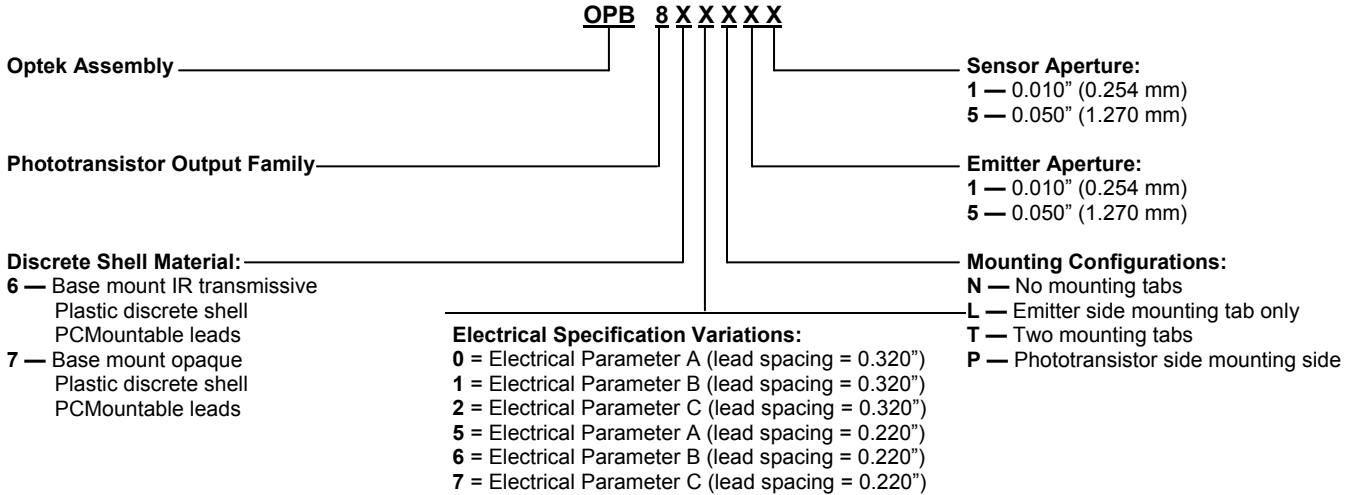 OPB 8 X X X X X
Optek Assembly
Phototransistor Output Family
Discrete Shell Material:
6 — Base mount IR transmissive
Plastic discrete shell
PCMountable leads
7 — Base mount opaque
Plastic discrete shell
PCMountable leads
Electrical Specification Variations:
0 = Electrical Parameter A (lead spacing = 0.320”)
1 = Electrical Parameter B (lead spacing = 0.320”)
2 = Electrical Parameter C (lead spacing = 0.320”)
5 = Electrical Parameter A (lead spacing = 0.220”)
6 = Electrical Parameter B (lead spacing = 0.220”)
7 = Electrical Parameter C (lead spacing = 0.220”)
Sensor Aperture:
1 — 0.010” (0.254 mm)
5 — 0.050” (1.270 mm)
Emitter Aperture:
1 — 0.010” (0.254 mm)
5 — 0.050” (1.270 mm)
Mounting Configurations:
N — No mounting tabs
L — Emitter side mounting tab only
T — Two mounting tabs
P — Phototransistor side mounting side